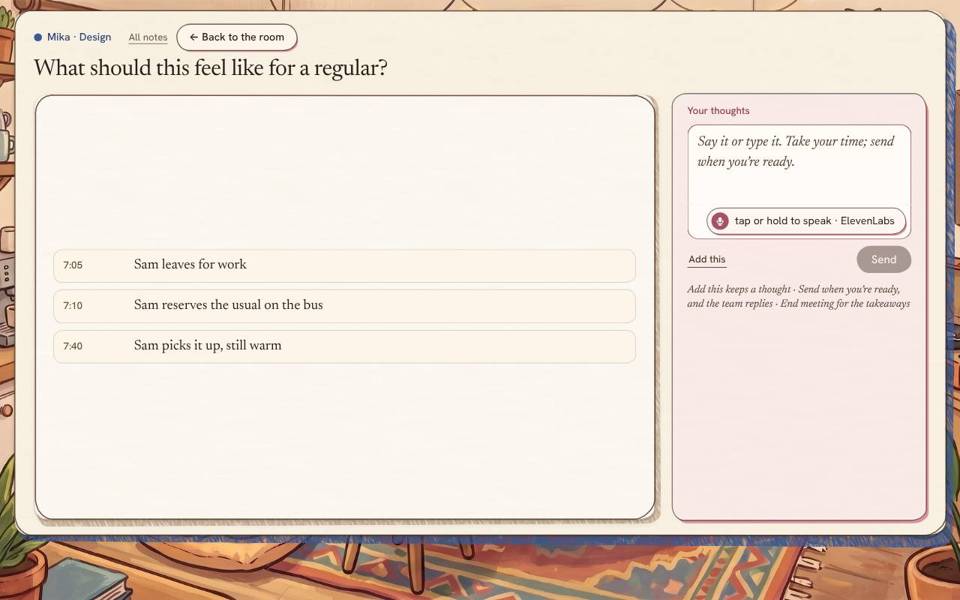 Mika · Design
All notes
← Back to the room
What should this feel like for a regular?
7:05 Sam leaves for work
7:10 Sam reserves the usual on the bus
7:40 Sam picks it up, still warm
Your thoughts
Say it or type it. Take your time; send
when you're ready.
tap or hold to speak · ElevenLabs
Add this
Send
Add this keeps a thought · Send when you're ready,
and the team replies · End meeting for the takeaways